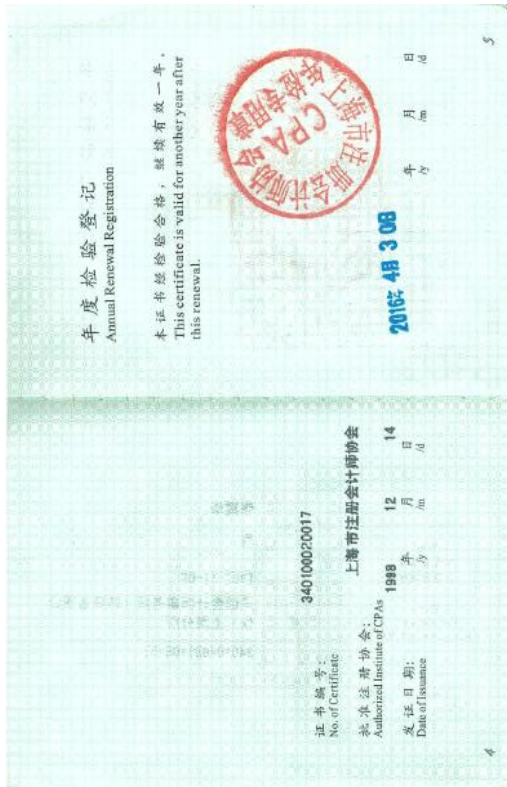 证书编号: 340100020017
No. of Certificate
批准注册协会: 上海市注册会计师协会
Authorized Institute of CPAs
发证日期: 1998 年 12 月 14 日
Date of Issuance /y /m /d
4
年度检验登记
Annual Renewal Registration
本证书经检验合格，继续有效一年.
This certificate is valid for another year after
this renewal.
上海市注册会计师协会
CPA
年检专用章
2016年 4月 30日
年 月 日
/y /m /d
5